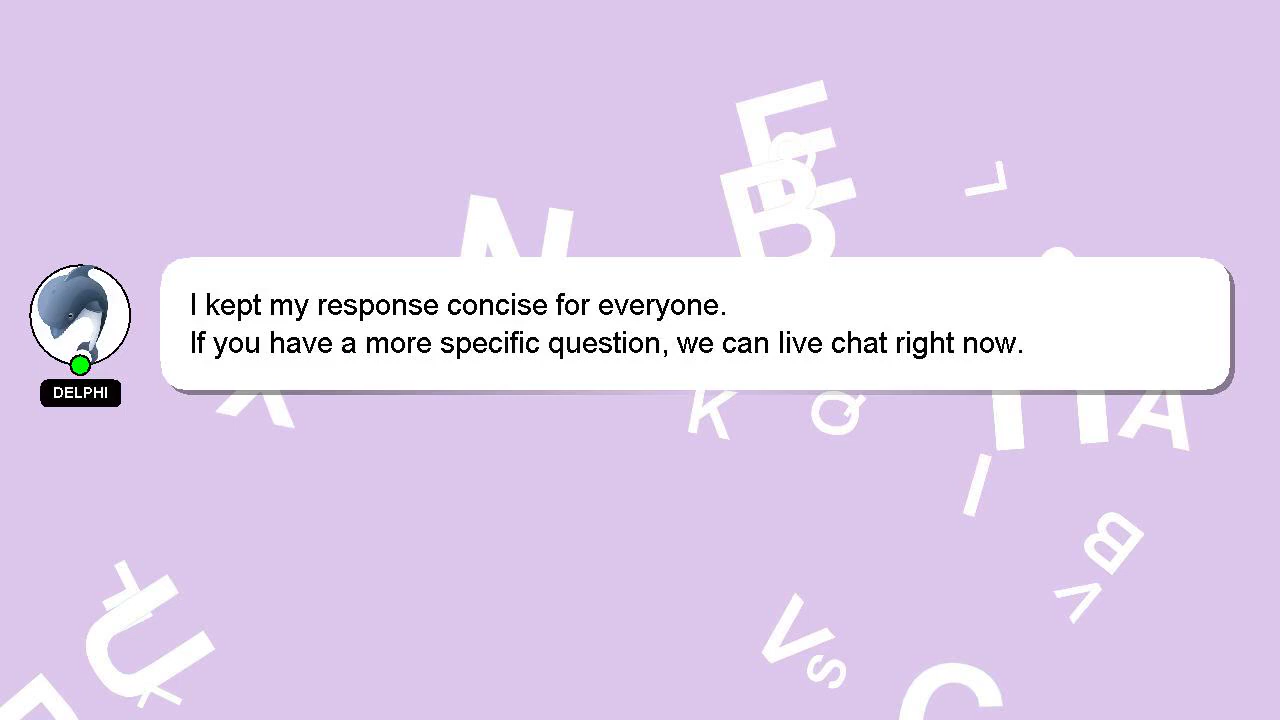 E
B
L
N
I kept my response concise for everyone.
If you have a more specific question, we can live chat right now.
DELPHI
K
Q
A
I
B
V
U
V
S
C